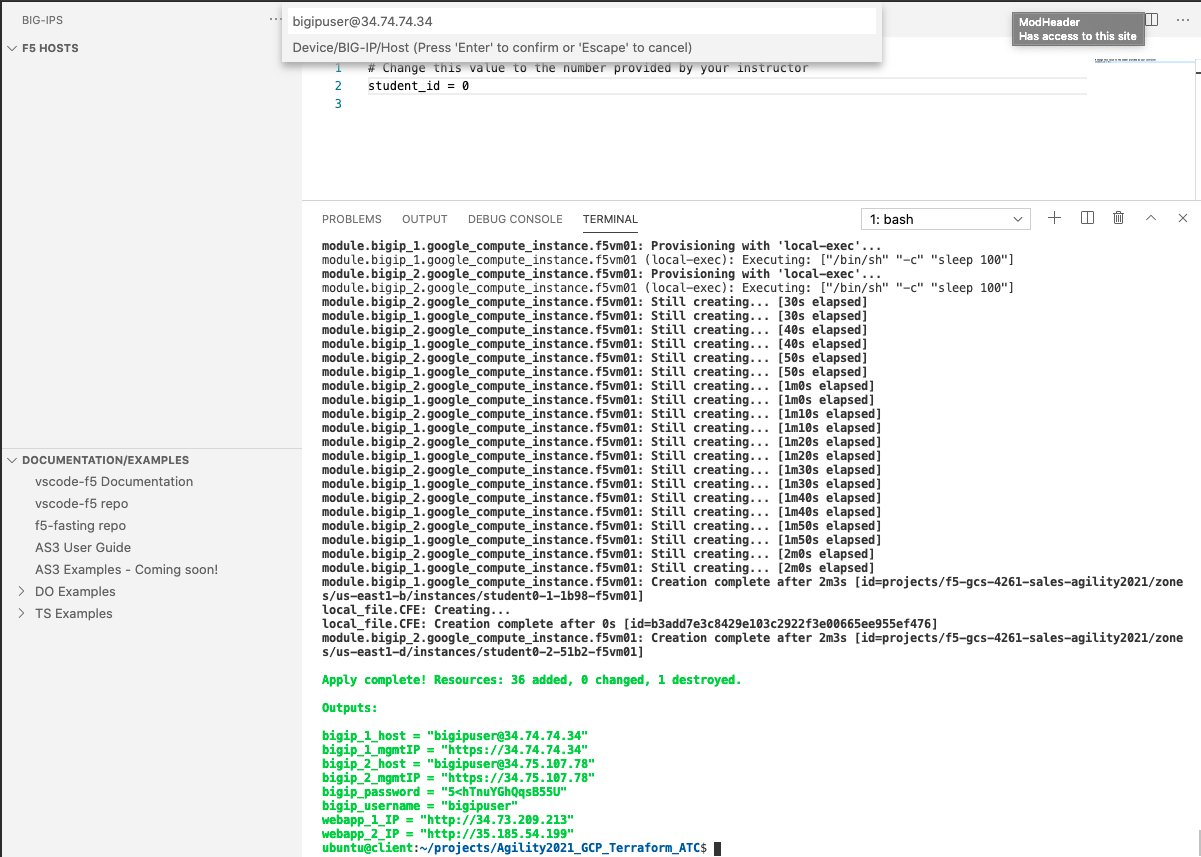 BIG-IPS
...
bigipuser@34.74.74.34
Device/BIG-IP/Host (Press 'Enter' to confirm or 'Escape' to cancel)
ModHeader
Has access to this site
...
F5 HOSTS
1 # Change this value to the number provided by your instructor
2 student_id = 0
3
PROBLEMS OUTPUT DEBUG CONSOLE TERMINAL
1: bash
module.bigip_1.google_compute_instance.f5vm01: Provisioning with 'local-exec'...
module.bigip_1.google_compute_instance.f5vm01 (local-exec): Executing: ["/bin/sh" "-c" "sleep 100"]
module.bigip_2.google_compute_instance.f5vm01: Provisioning with 'local-exec'...
module.bigip_2.google_compute_instance.f5vm01 (local-exec): Executing: ["/bin/sh" "-c" "sleep 100"]
module.bigip_2.google_compute_instance.f5vm01: Still creating... [30s elapsed]
module.bigip_1.google_compute_instance.f5vm01: Still creating... [30s elapsed]
module.bigip_2.google_compute_instance.f5vm01: Still creating... [40s elapsed]
module.bigip_1.google_compute_instance.f5vm01: Still creating... [40s elapsed]
module.bigip_2.google_compute_instance.f5vm01: Still creating... [50s elapsed]
module.bigip_1.google_compute_instance.f5vm01: Still creating... [50s elapsed]
module.bigip_2.google_compute_instance.f5vm01: Still creating... [1m0s elapsed]
module.bigip_1.google_compute_instance.f5vm01: Still creating... [1m0s elapsed]
module.bigip_2.google_compute_instance.f5vm01: Still creating... [1m10s elapsed]
module.bigip_1.google_compute_instance.f5vm01: Still creating... [1m10s elapsed]
module.bigip_2.google_compute_instance.f5vm01: Still creating... [1m20s elapsed]
module.bigip_1.google_compute_instance.f5vm01: Still creating... [1m20s elapsed]
module.bigip_2.google_compute_instance.f5vm01: Still creating... [1m30s elapsed]
module.bigip_1.google_compute_instance.f5vm01: Still creating... [1m30s elapsed]
module.bigip_2.google_compute_instance.f5vm01: Still creating... [1m40s elapsed]
module.bigip_1.google_compute_instance.f5vm01: Still creating... [1m40s elapsed]
module.bigip_2.google_compute_instance.f5vm01: Still creating... [1m50s elapsed]
module.bigip_1.google_compute_instance.f5vm01: Still creating... [1m50s elapsed]
module.bigip_2.google_compute_instance.f5vm01: Still creating... [2m0s elapsed]
module.bigip_1.google_compute_instance.f5vm01: Still creating... [2m0s elapsed]
module.bigip_1.google_compute_instance.f5vm01: Creation complete after 2m3s [id=projects/f5-gcs-4261-sales-agility2021/zone
s/us-east1-b/instances/student0-1-1b98-f5vm01]
local_file.CFE: Creating...
local_file.CFE: Creation complete after 0s [id=b3add7e3c8429e103c2922f3e00665ee955ef476]
module.bigip_2.google_compute_instance.f5vm01: Creation complete after 2m3s [id=projects/f5-gcs-4261-sales-agility2021/zone
s/us-east1-d/instances/student0-2-51b2-f5vm01]
Apply complete! Resources: 36 added, 0 changed, 1 destroyed.
Outputs:
bigip_1_host = "bigipuser@34.74.74.34"
bigip_1_mgmtIP = "https://34.74.74.34"
bigip_2_host = "bigipuser@34.75.107.78"
bigip_2_mgmtIP = "https://34.75.107.78"
bigip_password = "5<hTnuYGhQqsB55U"
bigip_username = "bigipuser"
webapp_1_IP = "http://34.73.209.213"
webapp_2_IP = "http://35.185.54.199"
ubuntu@client:~/projects/Agility2021_GCP_Terraform_ATC$
DOCUMENTATION/EXAMPLES
vscode-f5 Documentation
vscode-f5 repo
f5-fasting repo
AS3 User Guide
AS3 Examples - Coming soon!
DO Examples
TS Examples